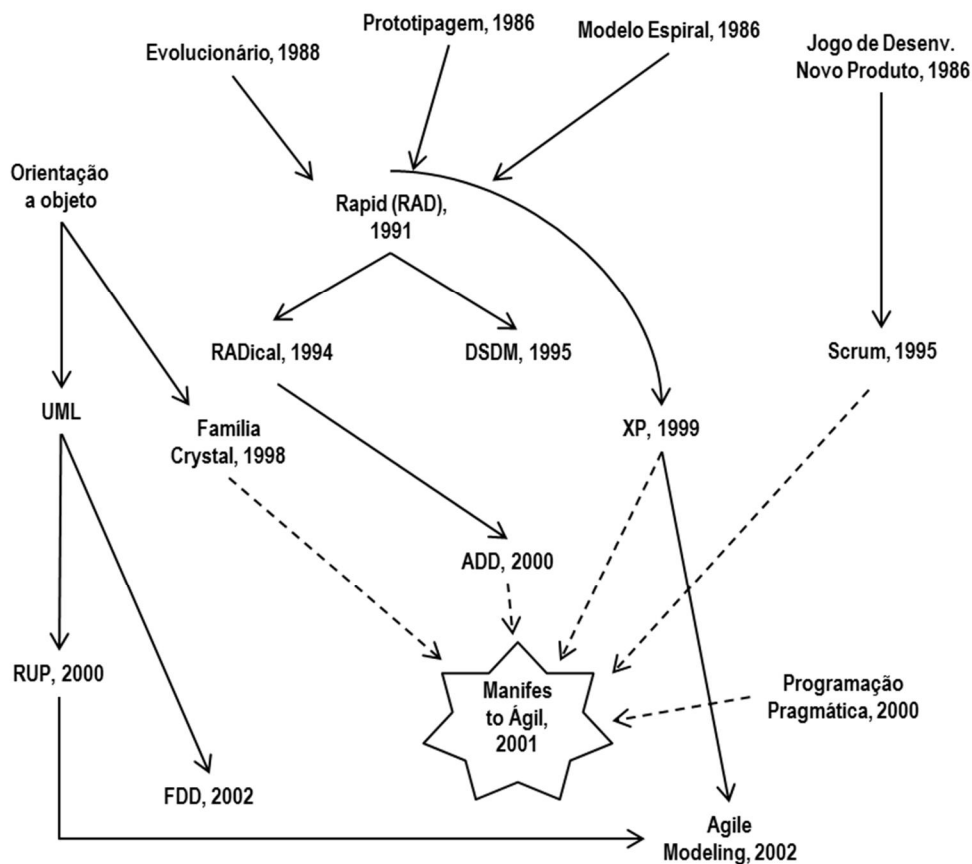 Prototipagem, 1986
Modelo Espiral, 1986
Evolucionário, 1988
Jogo de Desenv.
Novo Produto, 1986
Orientação
a objeto
Rapid (RAD),
1991
RADical, 1994
DSDM, 1995
Scrum, 1995
UML
Família
Crystal, 1998
XP, 1999
ADD, 2000
RUP, 2000
Manifes
to Ágil,
2001
Programação
Pragmática, 2000
FDD, 2002
Agile
Modeling, 2002